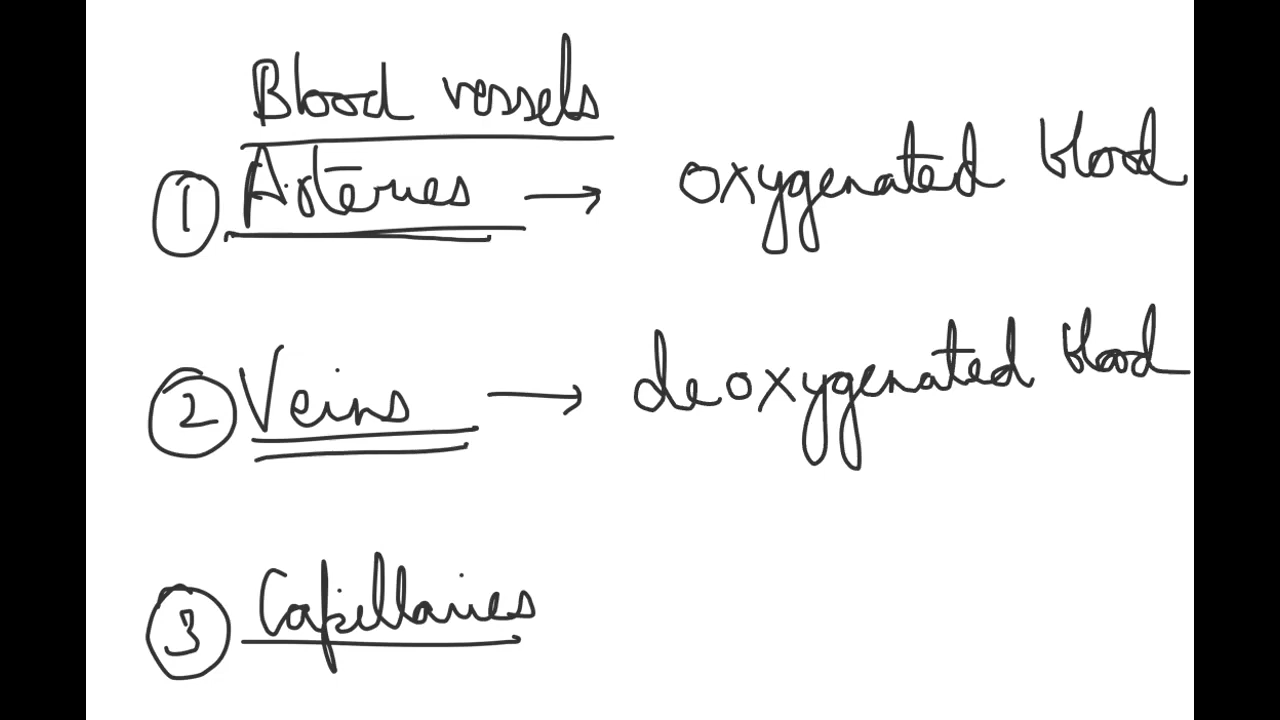 Blood vessels
① Arteries → oxygenated blood
② Veins → deoxygenated blood
③ Capillaries